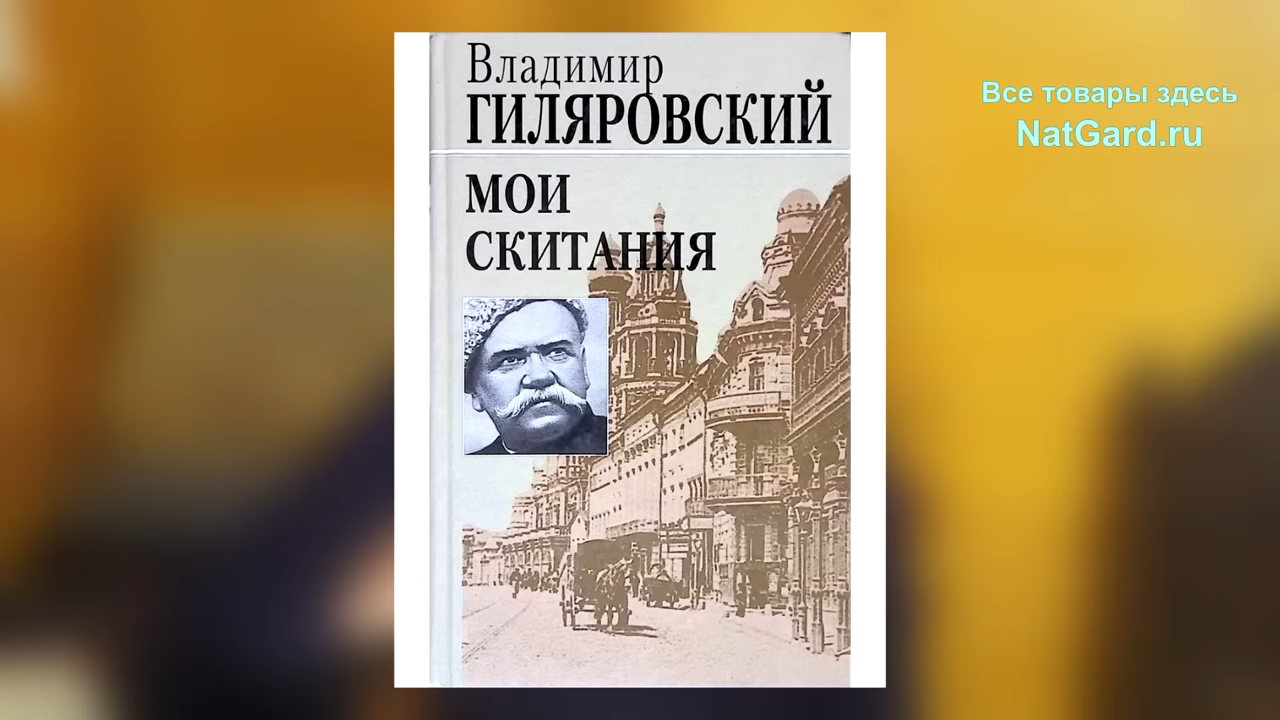 Владимир
ГИЛЯРОВСКИЙ
МОИ
СКИТАНИЯ
Все товары здесь
NatGard.ru